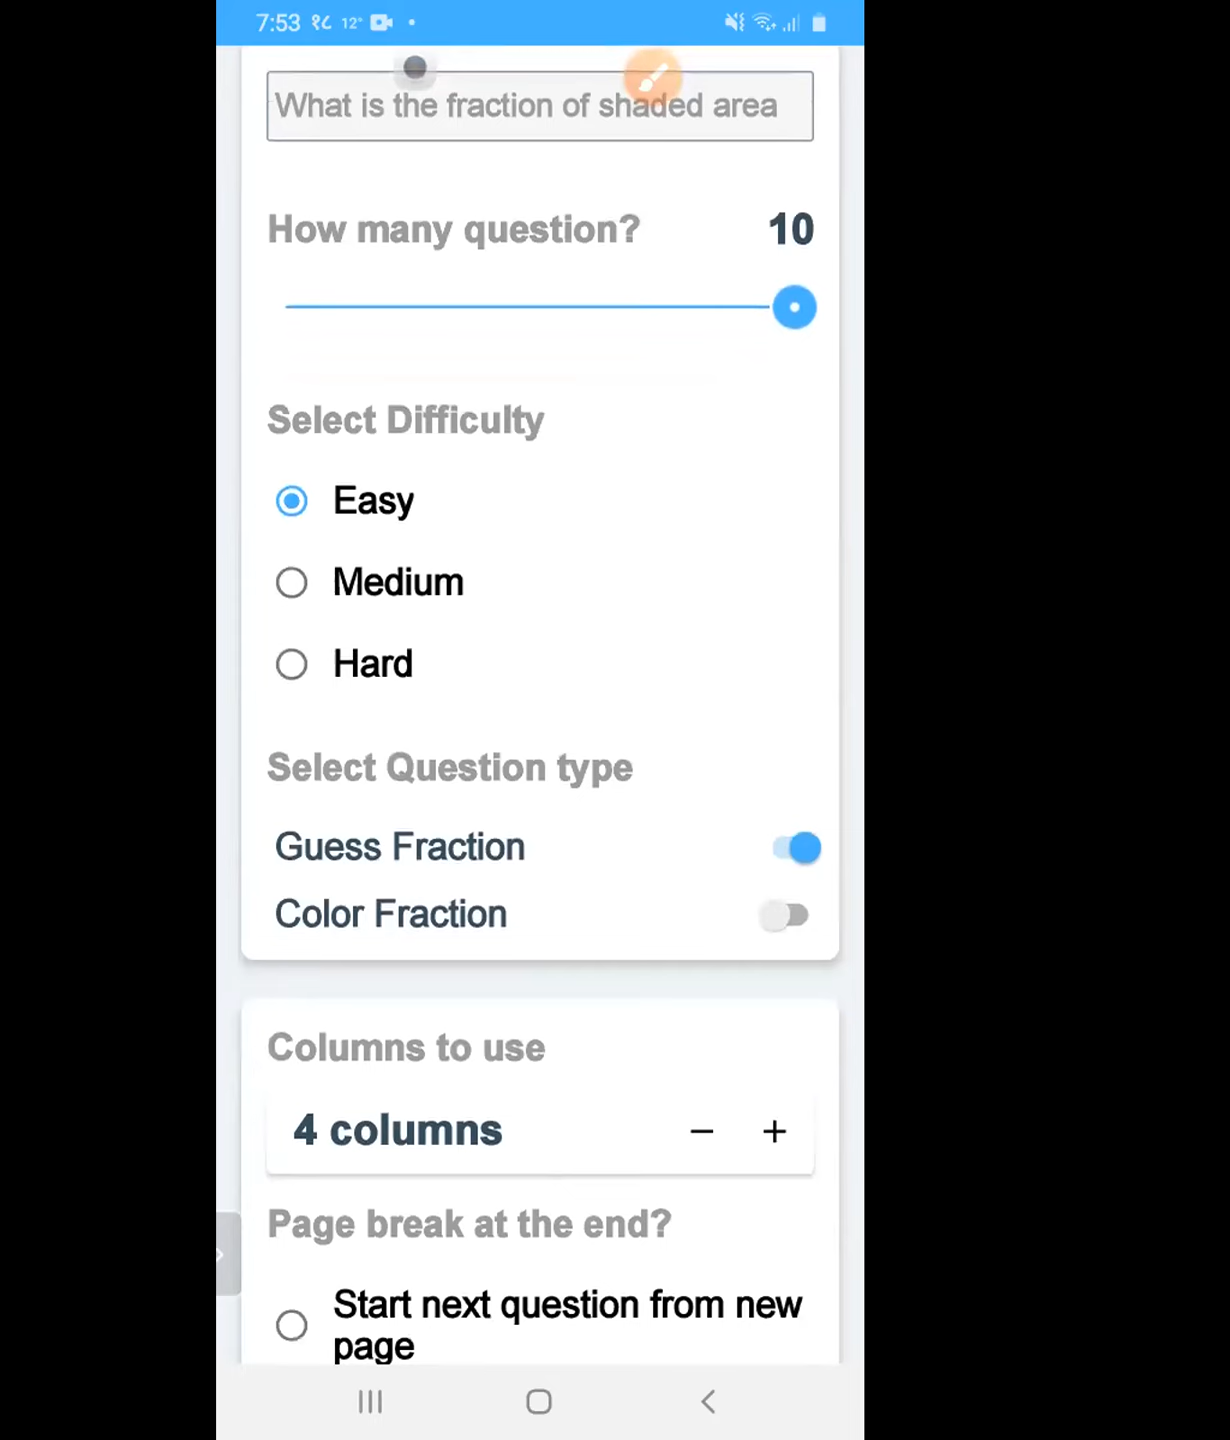 7:53 १८ 12°
What is the fraction of shaded area
How many question? 10
Select Difficulty
Easy
Medium
Hard
Select Question type
Guess Fraction
Color Fraction
Columns to use
4 columns − +
Page break at the end?
Start next question from new
page